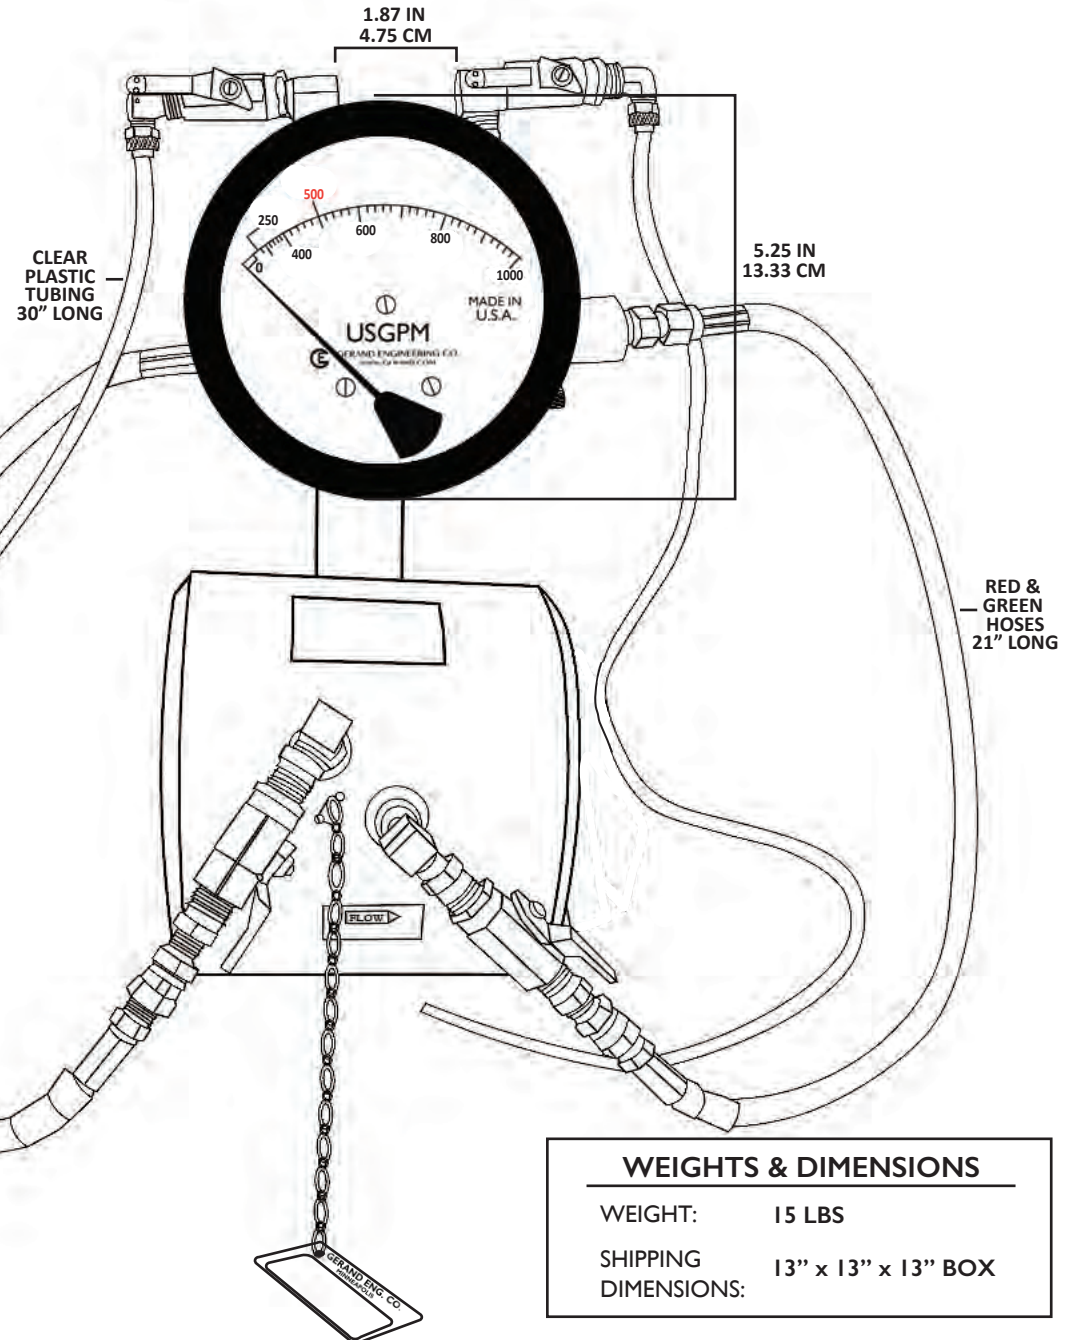 1.87 IN
4.75 CM
500
250
600
800
400
0
1000
CLEAR
PLASTIC
TUBING
30” LONG
5.25 IN
13.33 CM
MADE IN
U.S.A.
USGPM
GERAND ENGINEERING CO.
RED &
GREEN
HOSES
21” LONG
FLOW
GERAND ENG. CO.
MINNEAPOLIS
WEIGHTS & DIMENSIONS
WEIGHT: 15 LBS
SHIPPING
DIMENSIONS: 13” x 13” x 13” BOX